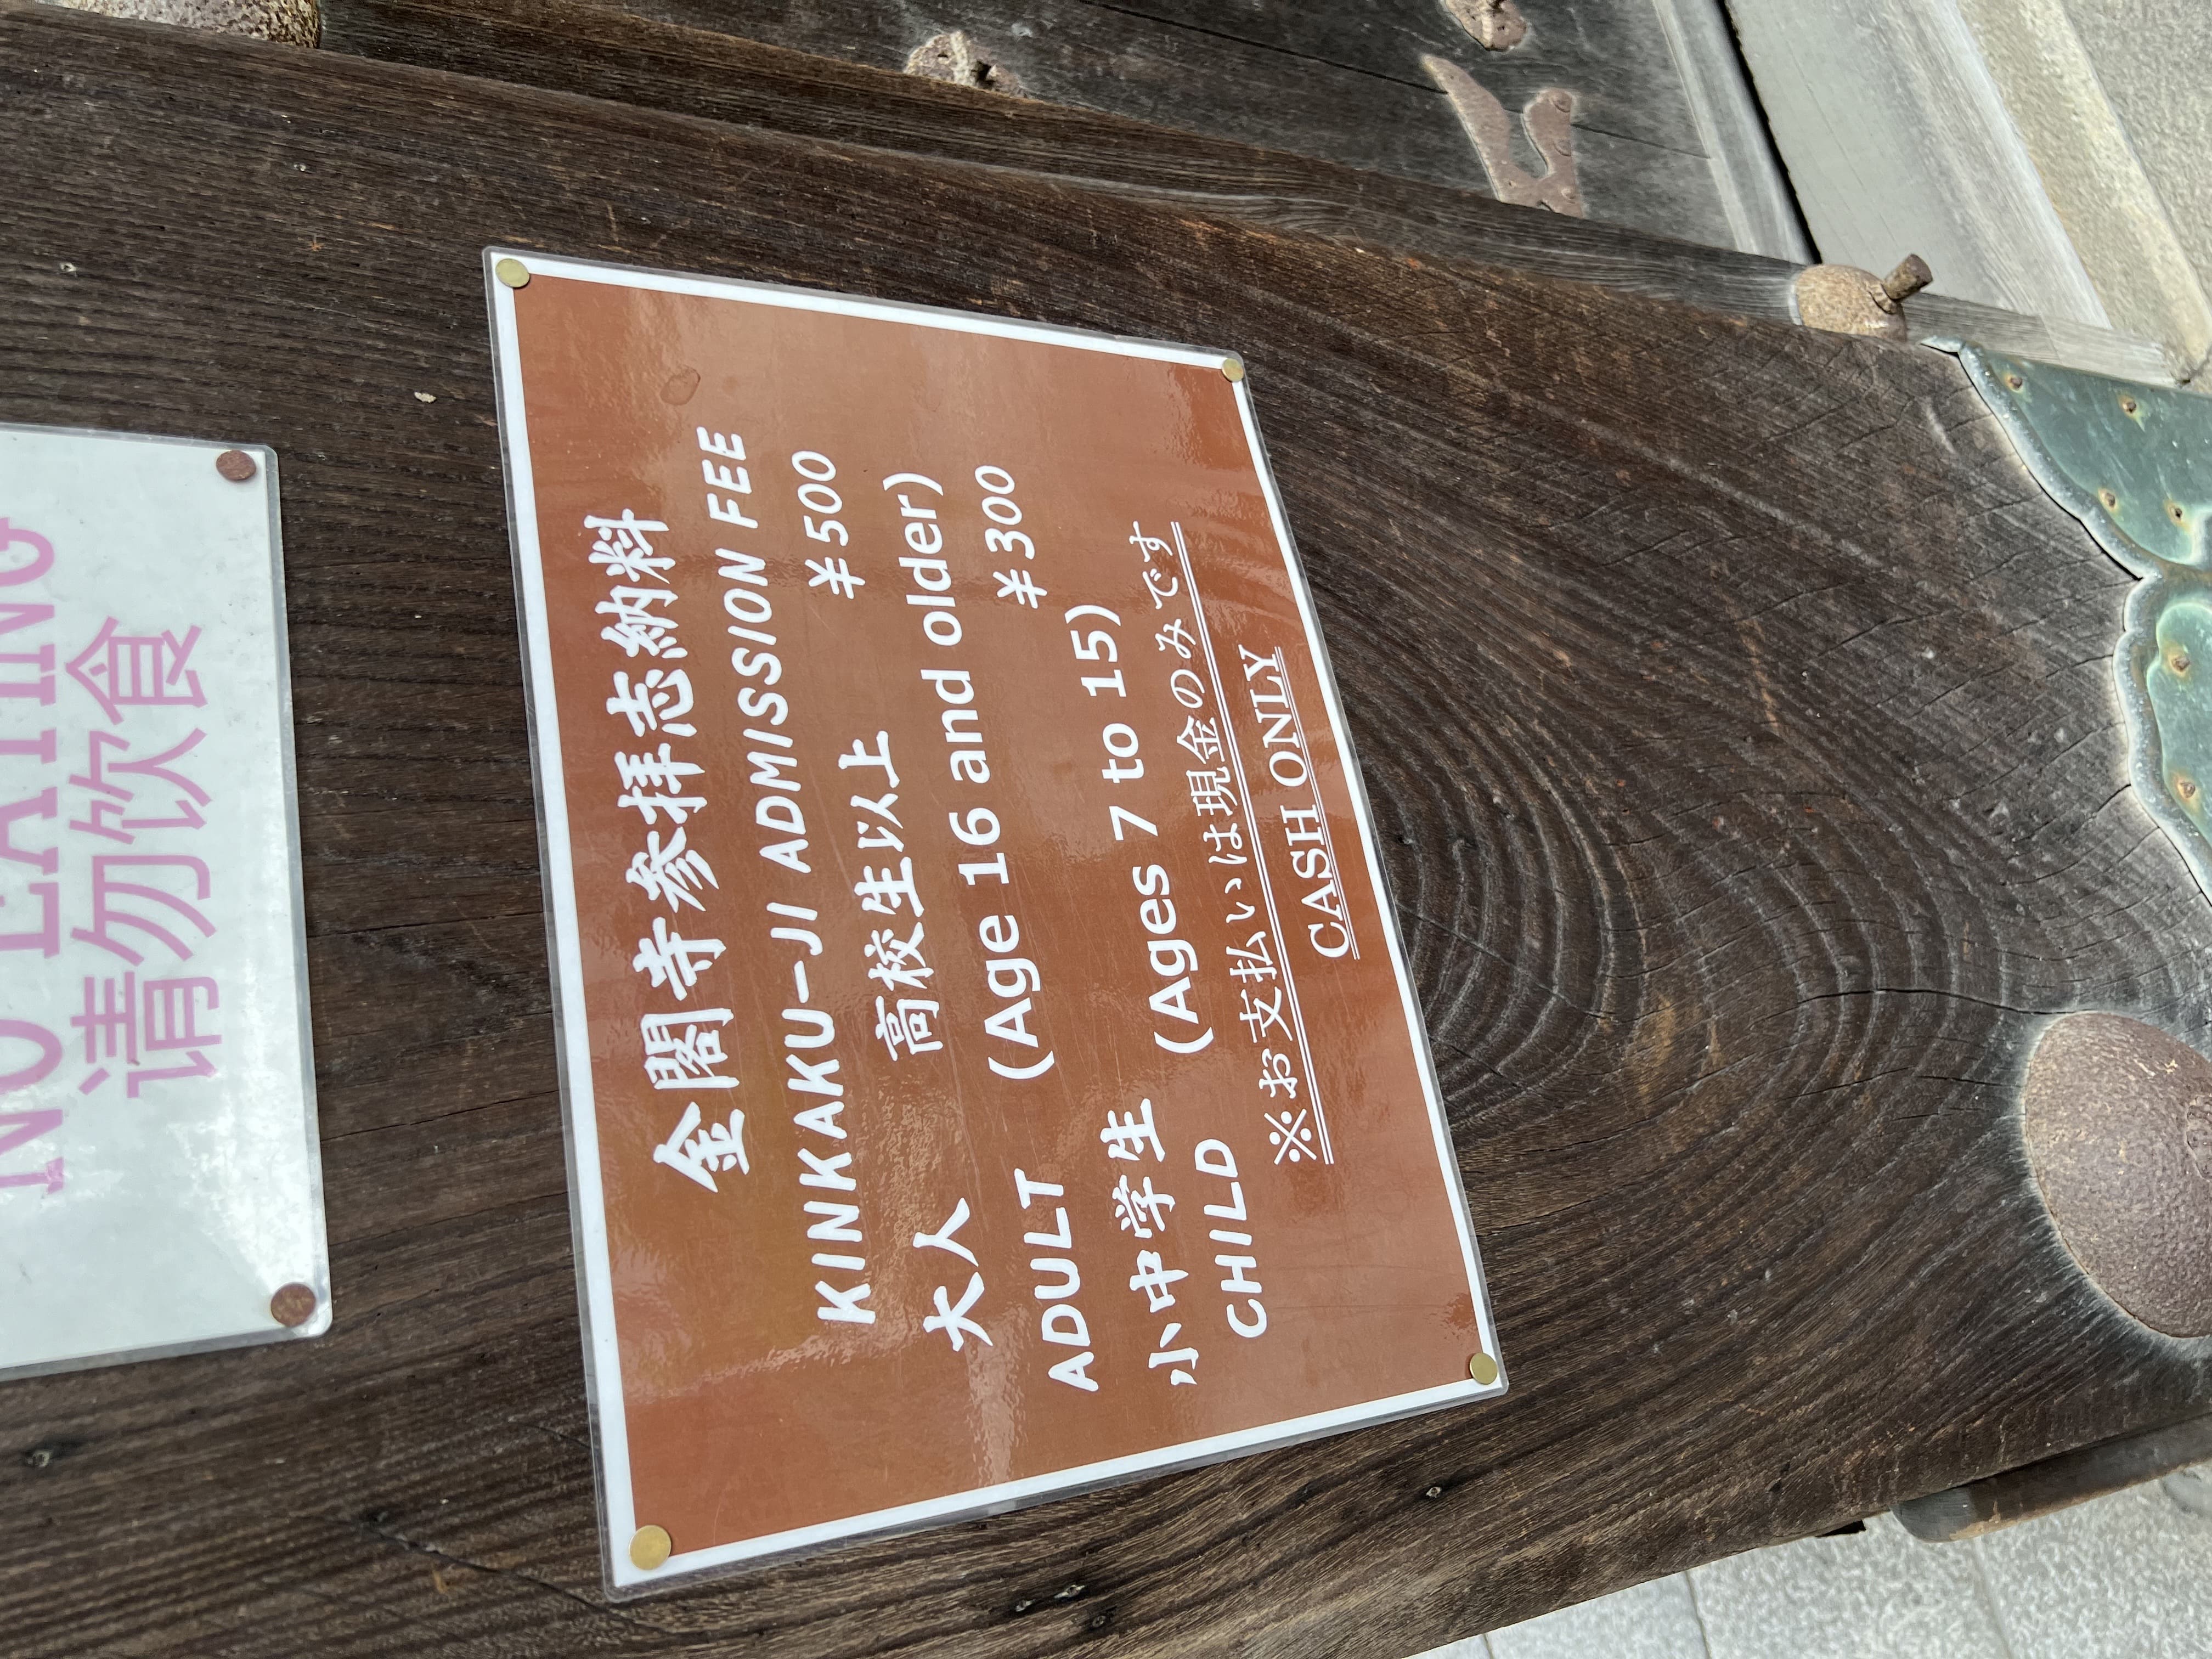 NO EATING
请勿饮食
金閣寺参拝志納料
KINKAKU-JI ADMISSION FEE
大人 高校生以上 ¥500
ADULT (Age 16 and older)
小中学生 ¥300
CHILD (Ages 7 to 15)
※お支払いは現金のみです
CASH ONLY